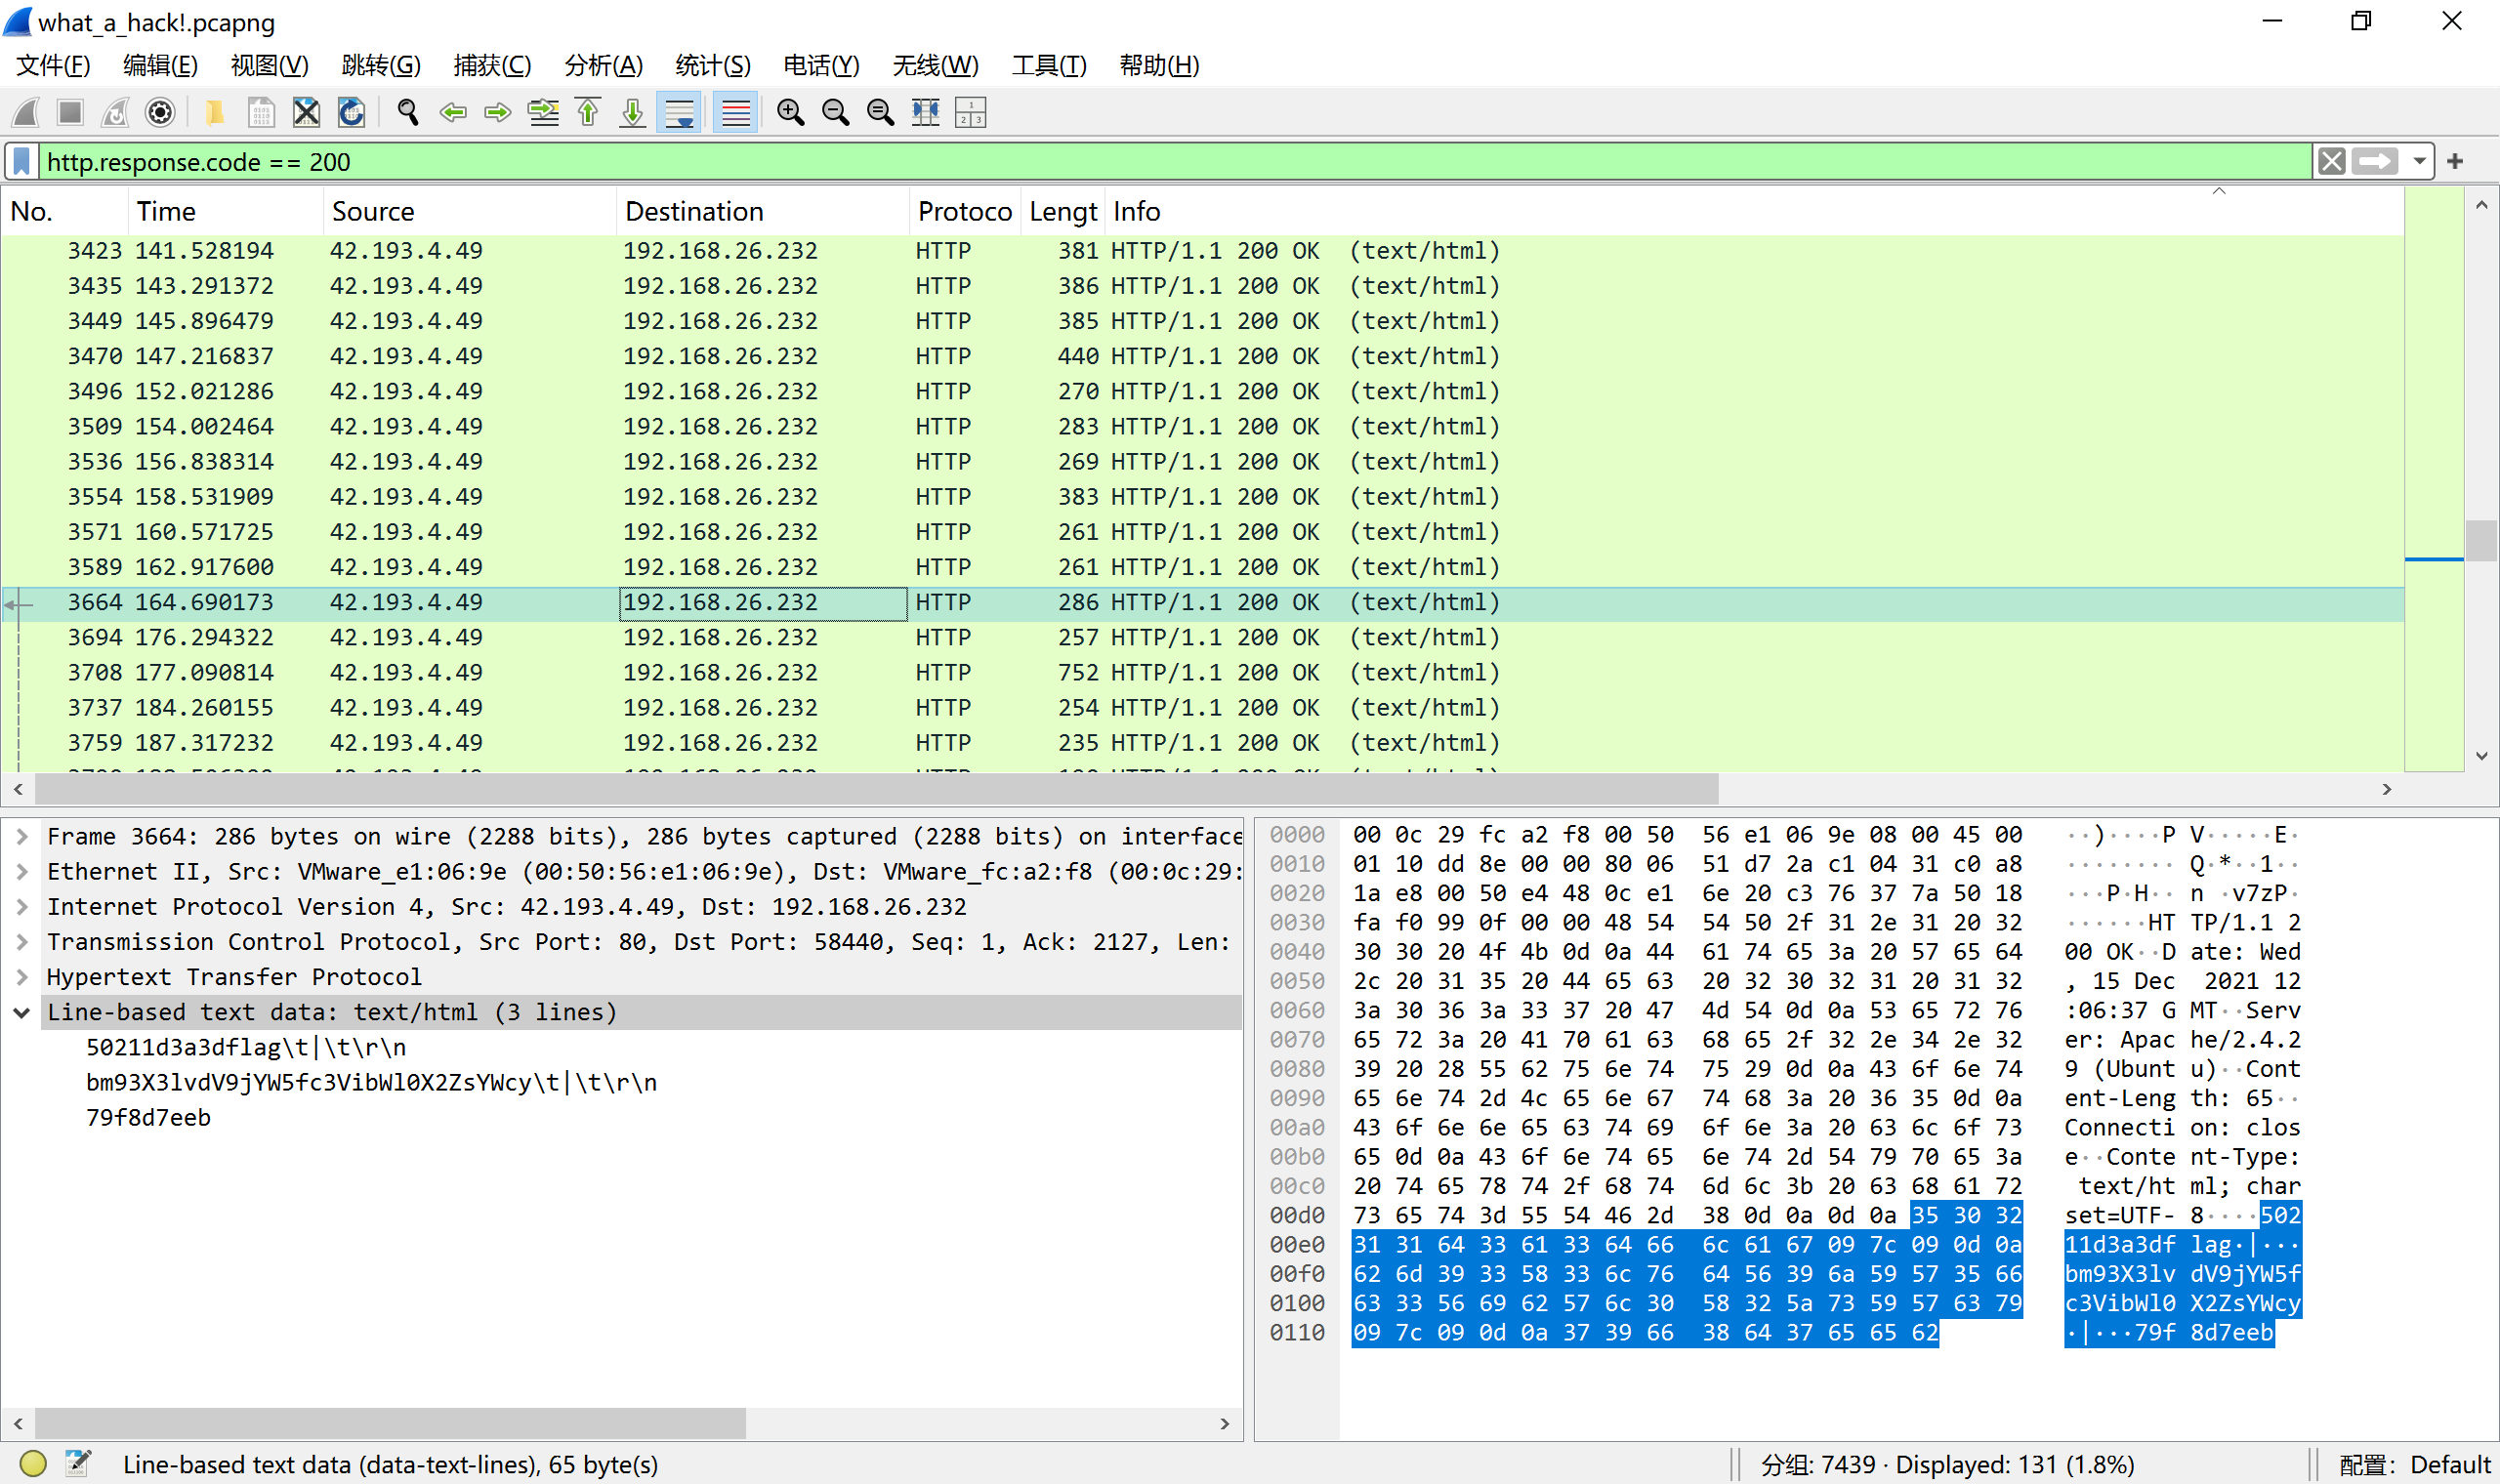 what_a_hack!.pcapng
文件(F) 编辑(E) 视图(V) 跳转(G) 捕获(C) 分析(A) 统计(S) 电话(Y) 无线(W) 工具(T) 帮助(H)
http.response.code == 200
No. Time Source Destination Protoco Lengt Info
3423 141.528194 42.193.4.49 192.168.26.232 HTTP 381 HTTP/1.1 200 OK (text/html)
3435 143.291372 42.193.4.49 192.168.26.232 HTTP 386 HTTP/1.1 200 OK (text/html)
3449 145.896479 42.193.4.49 192.168.26.232 HTTP 385 HTTP/1.1 200 OK (text/html)
3470 147.216837 42.193.4.49 192.168.26.232 HTTP 440 HTTP/1.1 200 OK (text/html)
3496 152.021286 42.193.4.49 192.168.26.232 HTTP 270 HTTP/1.1 200 OK (text/html)
3509 154.002464 42.193.4.49 192.168.26.232 HTTP 283 HTTP/1.1 200 OK (text/html)
3536 156.838314 42.193.4.49 192.168.26.232 HTTP 269 HTTP/1.1 200 OK (text/html)
3554 158.531909 42.193.4.49 192.168.26.232 HTTP 383 HTTP/1.1 200 OK (text/html)
3571 160.571725 42.193.4.49 192.168.26.232 HTTP 261 HTTP/1.1 200 OK (text/html)
3589 162.917600 42.193.4.49 192.168.26.232 HTTP 261 HTTP/1.1 200 OK (text/html)
3664 164.690173 42.193.4.49 192.168.26.232 HTTP 286 HTTP/1.1 200 OK (text/html)
3694 176.294322 42.193.4.49 192.168.26.232 HTTP 257 HTTP/1.1 200 OK (text/html)
3708 177.090814 42.193.4.49 192.168.26.232 HTTP 752 HTTP/1.1 200 OK (text/html)
3737 184.260155 42.193.4.49 192.168.26.232 HTTP 254 HTTP/1.1 200 OK (text/html)
3759 187.317232 42.193.4.49 192.168.26.232 HTTP 235 HTTP/1.1 200 OK (text/html)
Frame 3664: 286 bytes on wire (2288 bits), 286 bytes captured (2288 bits) on interface
Ethernet II, Src: VMware_e1:06:9e (00:50:56:e1:06:9e), Dst: VMware_fc:a2:f8 (00:0c:29:
Internet Protocol Version 4, Src: 42.193.4.49, Dst: 192.168.26.232
Transmission Control Protocol, Src Port: 80, Dst Port: 58440, Seq: 1, Ack: 2127, Len:
Hypertext Transfer Protocol
Line-based text data: text/html (3 lines)
50211d3a3dflag\t|\t\r\n
bm93X3lvdV9jYW5fc3VibWl0X2ZsYWcy\t|\t\r\n
79f8d7eeb
0000 00 0c 29 fc a2 f8 00 50 56 e1 06 9e 08 00 45 00 ··)····P V·····E·
0010 01 10 dd 8e 00 00 80 06 51 d7 2a c1 04 31 c0 a8 ········ Q·*··1··
0020 1a e8 00 50 e4 48 0c e1 6e 20 c3 76 37 7a 50 18 ···P·H·· n ·v7zP·
0030 fa f0 99 0f 00 00 48 54 54 50 2f 31 2e 31 20 32 ······HT TP/1.1 2
0040 30 30 20 4f 4b 0d 0a 44 61 74 65 3a 20 57 65 64 00 OK··D ate: Wed
0050 2c 20 31 35 20 44 65 63 20 32 30 32 31 20 31 32 , 15 Dec  2021 12
0060 3a 30 36 3a 33 37 20 47 4d 54 0d 0a 53 65 72 76 :06:37 G MT··Serv
0070 65 72 3a 20 41 70 61 63 68 65 2f 32 2e 34 2e 32 er: Apac he/2.4.2
0080 39 20 28 55 62 75 6e 74 75 29 0d 0a 43 6f 6e 74 9 (Ubunt u)··Cont
0090 65 6e 74 2d 4c 65 6e 67 74 68 3a 20 36 35 0d 0a ent-Leng th: 65··
00a0 43 6f 6e 6e 65 63 74 69 6f 6e 3a 20 63 6c 6f 73 Connecti on: clos
00b0 65 0d 0a 43 6f 6e 74 65 6e 74 2d 54 79 70 65 3a e··Conte nt-Type:
00c0 20 74 65 78 74 2f 68 74 6d 6c 3b 20 63 68 61 72  text/ht ml; char
00d0 73 65 74 3d 55 54 46 2d 38 0d 0a 0d 0a 35 30 32 set=UTF- 8····502
00e0 31 31 64 33 61 33 64 66 6c 61 67 09 7c 09 0d 0a 11d3a3df lag·|···
00f0 62 6d 39 33 58 33 6c 76 64 56 39 6a 59 57 35 66 bm93X3lv dV9jYW5f
0100 63 33 56 69 62 57 6c 30 58 32 5a 73 59 57 63 79 c3VibWl0 X2ZsYWcy
0110 09 7c 09 0d 0a 37 39 66 38 64 37 65 65 62 ·|···79f 8d7eeb
Line-based text data (data-text-lines), 65 byte(s) 分组: 7439 · Displayed: 131 (1.8%) 配置: Default